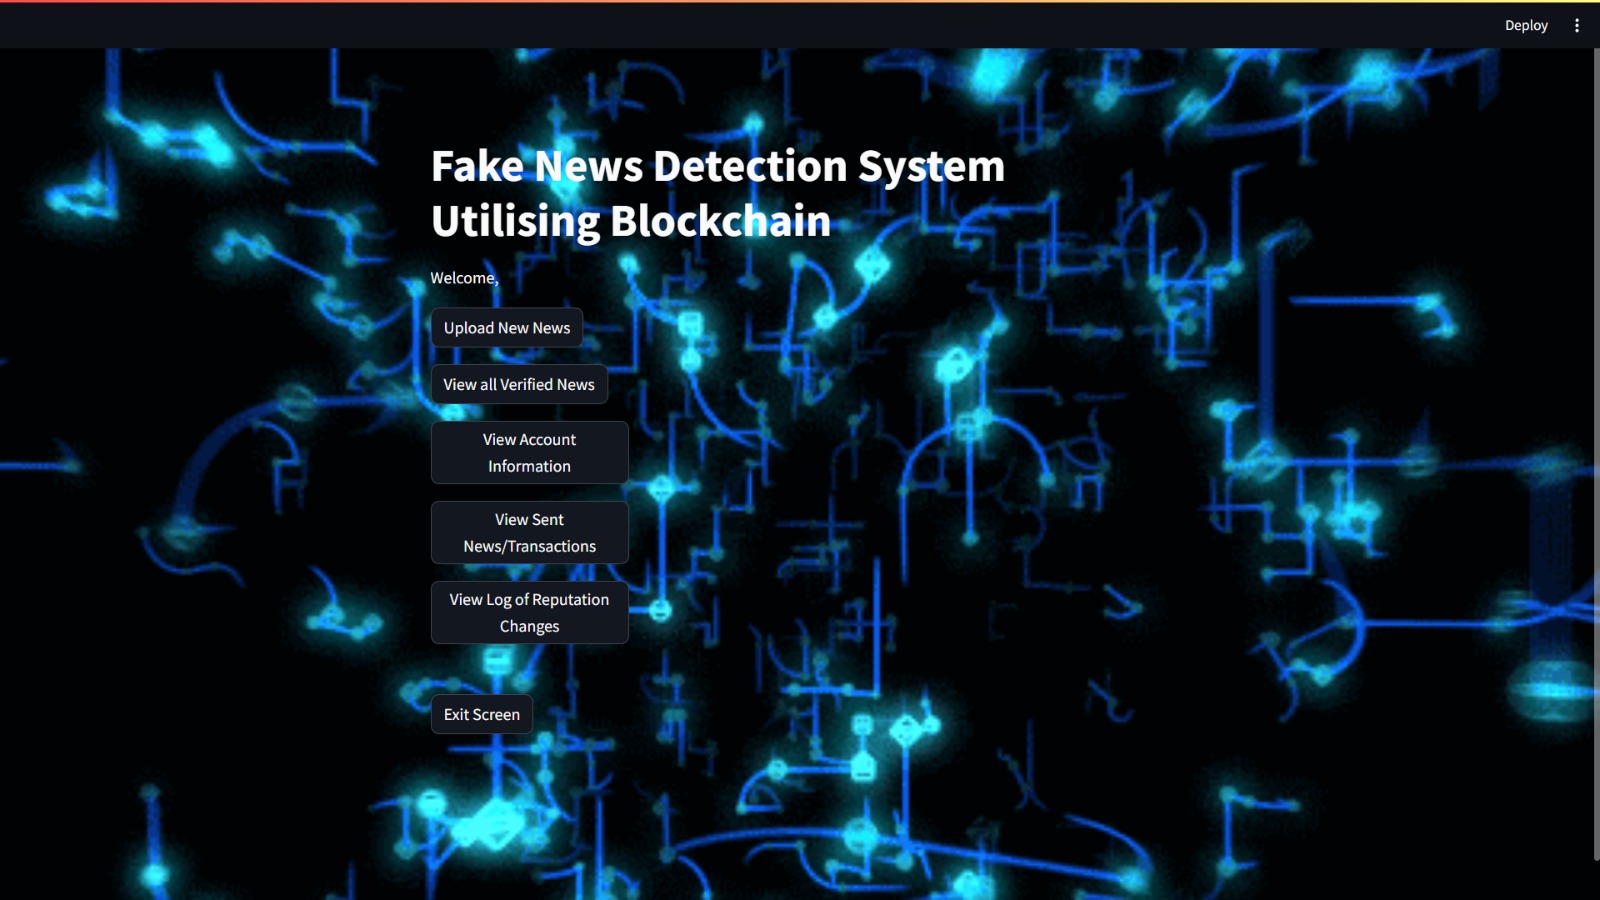 Deploy
Fake News Detection System
Utilising Blockchain
Welcome,
Upload New News
View all Verified News
View Account
Information
View Sent
News/Transactions
View Log of Reputation
Changes
Exit Screen